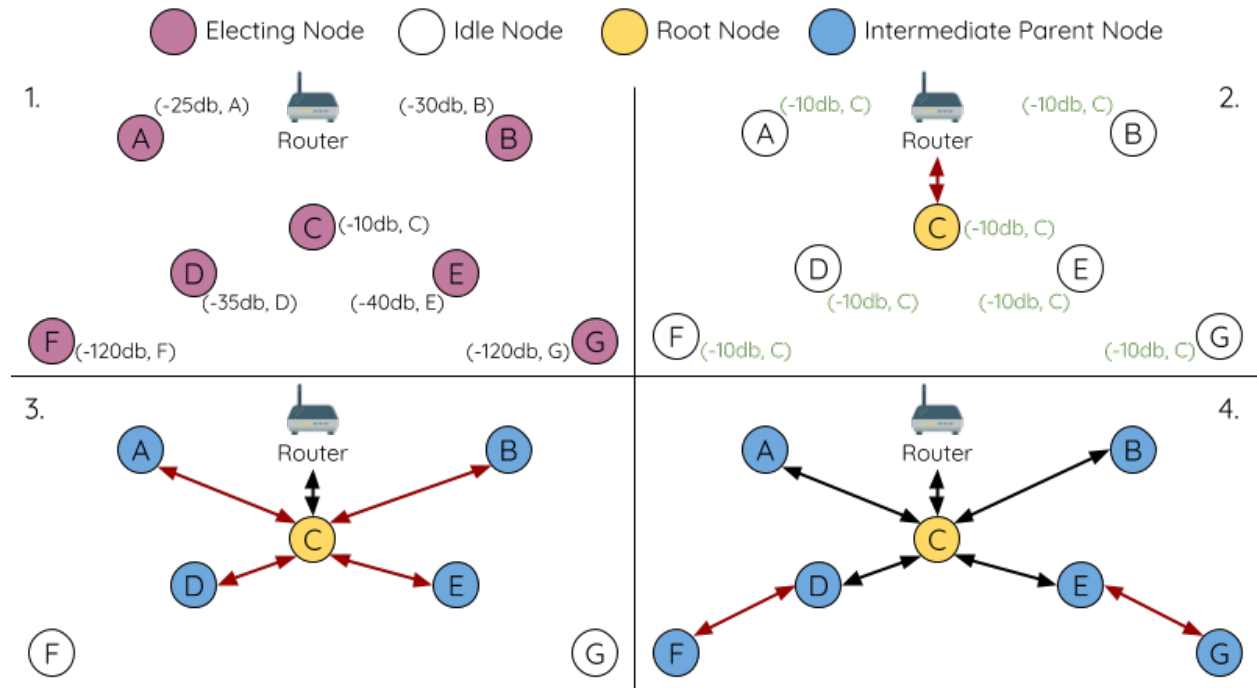 Electing Node
Idle Node
Root Node
Intermediate Parent Node
1.
(-25db, A)
(-30db, B)
A
Router
B
C
(-10db, C)
D
E
(-35db, D)
(-40db, E)
F
(-120db, F)
(-120db, G)
G
2.
(-10db, C)
(-10db, C)
A
Router
B
C
(-10db, C)
D
E
(-10db, C)
(-10db, C)
F
(-10db, C)
(-10db, C)
G
3.
A
Router
B
C
D
E
F
G
4.
A
Router
B
C
D
E
F
G